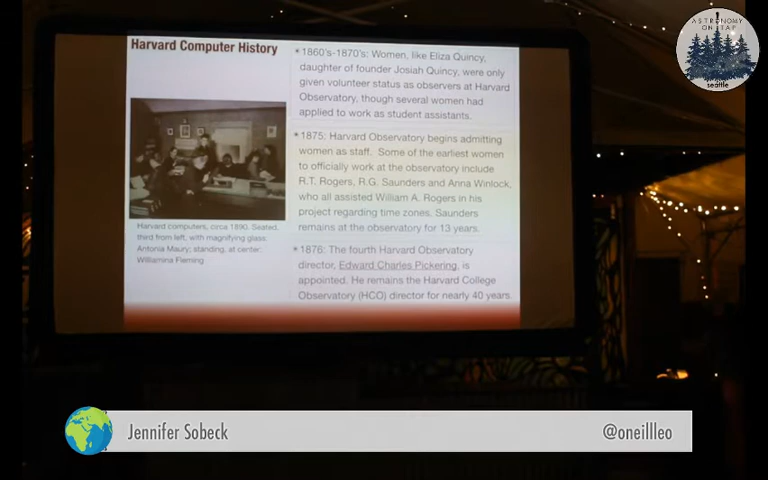 ASTRONOMY
ON TAP
seattle
Harvard Computer History
*1860's-1870's: Women, like Eliza Quincy,
daughter of founder Josiah Quincy, were only
given volunteer status as observers at Harvard
Observatory, though several women had
applied to work as student assistants.
*1875: Harvard Observatory begins admitting
women as staff. Some of the earliest women
to officially work at the observatory include
R.T. Rogers, R.G. Saunders and Anna Winlock,
who all assisted William A. Rogers in his
project regarding time zones. Saunders
remains at the observatory for 13 years.
Harvard computers, circa 1890. Seated,
third from left, with magnifying glass:
Antonia Maury; standing, at center:
Williamina Fleming
*1876: The fourth Harvard Observatory
director, Edward Charles Pickering, is
appointed. He remains the Harvard College
Observatory (HCO) director for nearly 40 years.
Jennifer Sobeck
@oneillleo